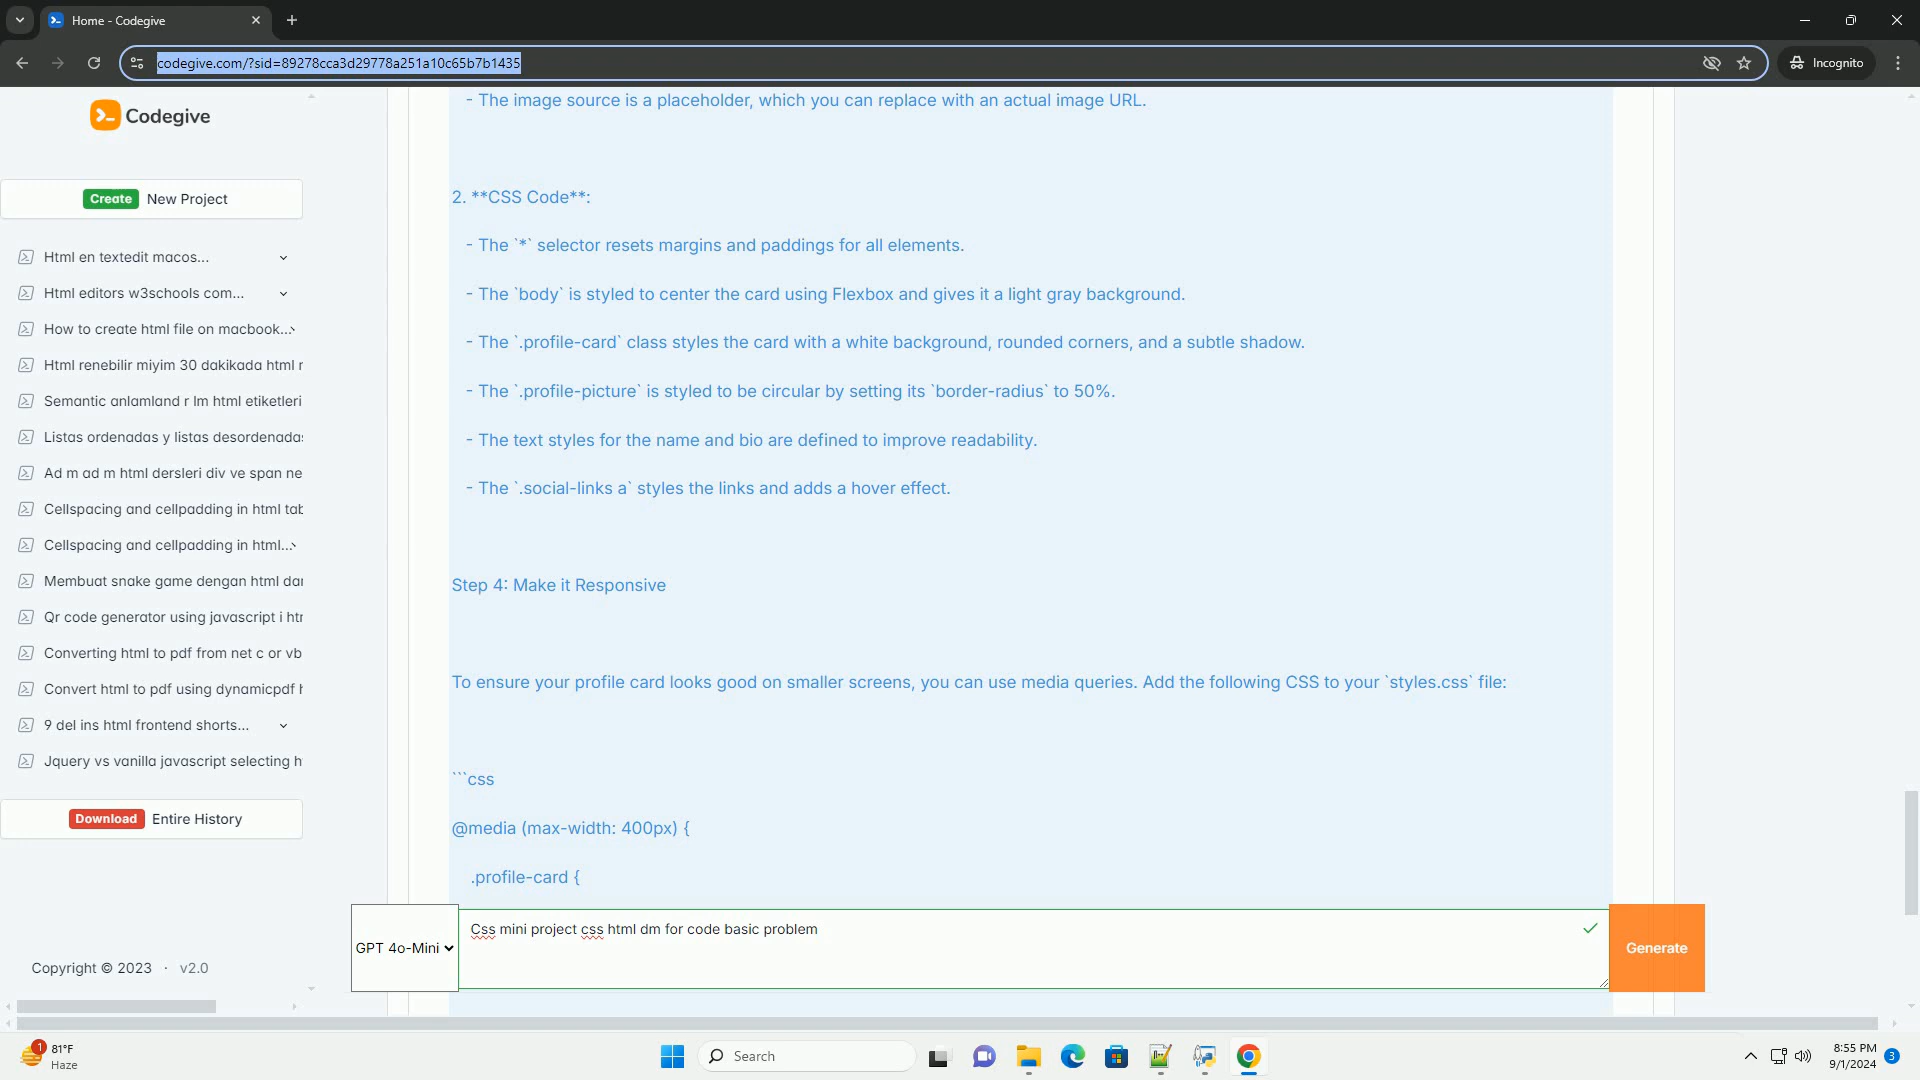 Home - Codegive
codegive.com/?sid=89278cca3d29778a251a10c65b7b1435
Incognito
Codegive
Create New Project
Html en textedit macos...
Html editors w3schools com...
How to create html file on macbook...
Html renebilir miyim 30 dakikada html r
Semantic anlamland r lm html etiketleri
Listas ordenadas y listas desordenadas
Ad m ad m html dersleri div ve span ne
Cellspacing and cellpadding in html tab
Cellspacing and cellpadding in html...
Membuat snake game dengan html dan
Qr code generator using javascript i htm
Converting html to pdf from net c or vb
Convert html to pdf using dynamicpdf h
9 del ins html frontend shorts...
Jquery vs vanilla javascript selecting h
Download Entire History
Copyright © 2023 · v2.0
- The image source is a placeholder, which you can replace with an actual image URL.
2. **CSS Code**:
- The `*` selector resets margins and paddings for all elements.
- The `body` is styled to center the card using Flexbox and gives it a light gray background.
- The `.profile-card` class styles the card with a white background, rounded corners, and a subtle shadow.
- The `.profile-picture` is styled to be circular by setting its `border-radius` to 50%.
- The text styles for the name and bio are defined to improve readability.
- The `.social-links a` styles the links and adds a hover effect.
Step 4: Make it Responsive
To ensure your profile card looks good on smaller screens, you can use media queries. Add the following CSS to your `styles.css` file:
```css
@media (max-width: 400px) {
.profile-card {
GPT 4o-Mini
Css mini project css html dm for code basic problem
Generate
1
81°F
Haze
Search
8:55 PM
9/1/2024
3